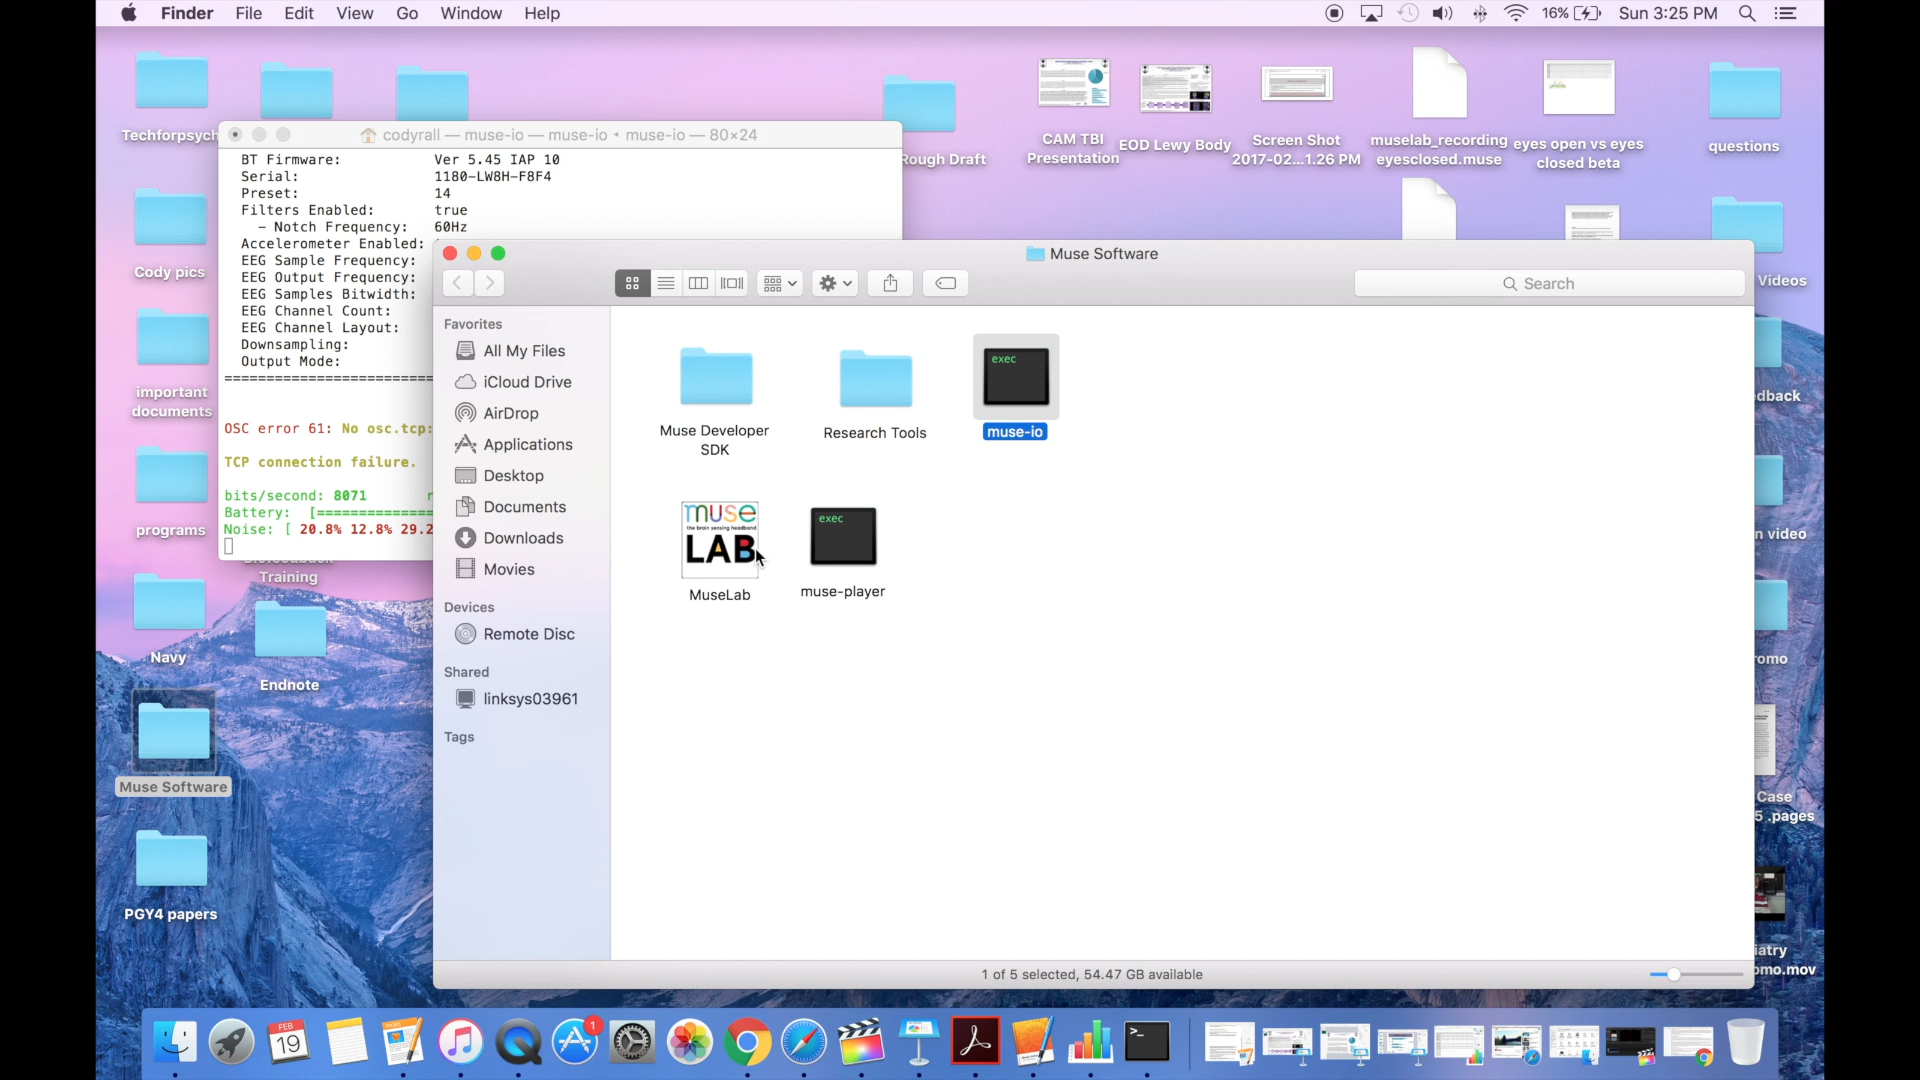 Finder File Edit View Go Window Help
16% Sun 3:25 PM
Techforpsych
Rough Draft
CAM TBI
Presentation
EOD Lewy Body
Screen Shot
2017-02...1.26 PM
muselab_recording
eyesclosed.muse
eyes open vs eyes
closed beta
questions
codyrall — muse-io — muse-io ◂ muse-io — 80×24
BT Firmware: Ver 5.45 IAP 10
Serial: 1180-LW8H-F8F4
Preset: 14
Filters Enabled: true
– Notch Frequency: 60Hz
Accelerometer Enabled:
EEG Sample Frequency:
EEG Output Frequency:
EEG Samples Bitwidth:
EEG Channel Count:
EEG Channel Layout:
Downsampling:
Output Mode:
OSC error 61: No osc.tcp:
TCP connection failure.
bits/second: 8071
Battery: [==============
Noise: [ 20.8% 12.8% 29.2
Cody pics
important
documents
programs
Training
Navy
Endnote
Muse Software
PGY4 papers
Muse Software
Search
Favorites
All My Files
iCloud Drive
AirDrop
Applications
Desktop
Documents
Downloads
Movies
Devices
Remote Disc
Shared
linksys03961
Tags
Muse Developer
SDK
Research Tools
exec
muse-io
muse
the brain sensing headband
LAB
MuseLab
exec
muse-player
1 of 5 selected, 54.47 GB available
Videos
dback
n video
omo
Case
5 .pages
iatry
omo.mov
FEB
19
PAGES
1
>_